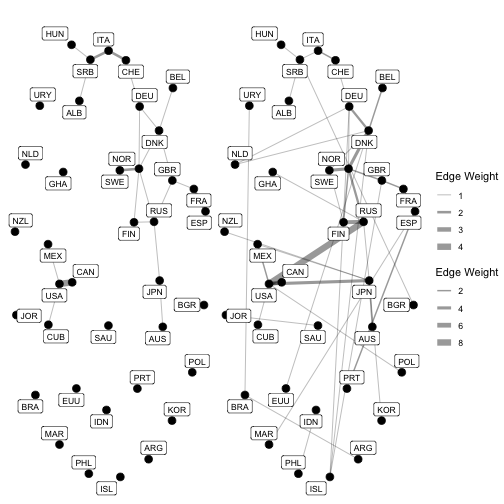 HUN
ITA
SRB
CHE
BEL
URY
DEU
ALB
DNK
NLD
NOR
GBR
GHA
SWE
FRA
RUS
ESP
NZL
FIN
MEX
CAN
USA
JPN
BGR
JOR
CUB
SAU
AUS
POL
PRT
BRA
EUU
IDN
KOR
MAR
ARG
PHL
ISL
HUN
ITA
SRB
CHE
BEL
URY
DEU
ALB
DNK
NLD
NOR
GBR
GHA
SWE
FRA
RUS
ESP
NZL
FIN
MEX
CAN
USA
JPN
BGR
JOR
CUB
SAU
AUS
POL
PRT
BRA
EUU
IDN
KOR
MAR
ARG
PHL
ISL
Edge Weight
1
2
3
4
Edge Weight
2
4
6
8